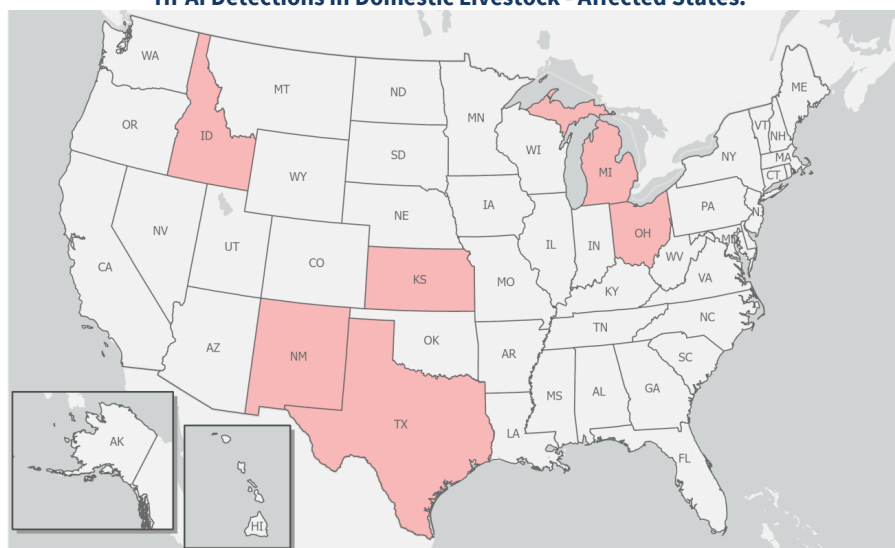 HPAI Detections in Domestic Livestock - Affected States:
WA
ME
MT
ND
VT
MN
OR
NH
ID
WI
NY
MA
SD
MI
CT
WY
IA
PA
NE
NJ
OH
NV
IL
IN
MD
UT
WV
CO
CA
KS
MO
VA
KY
NC
TN
OK
AZ
NM
AR
SC
MS
AL
GA
TX
LA
AK
FL
HI